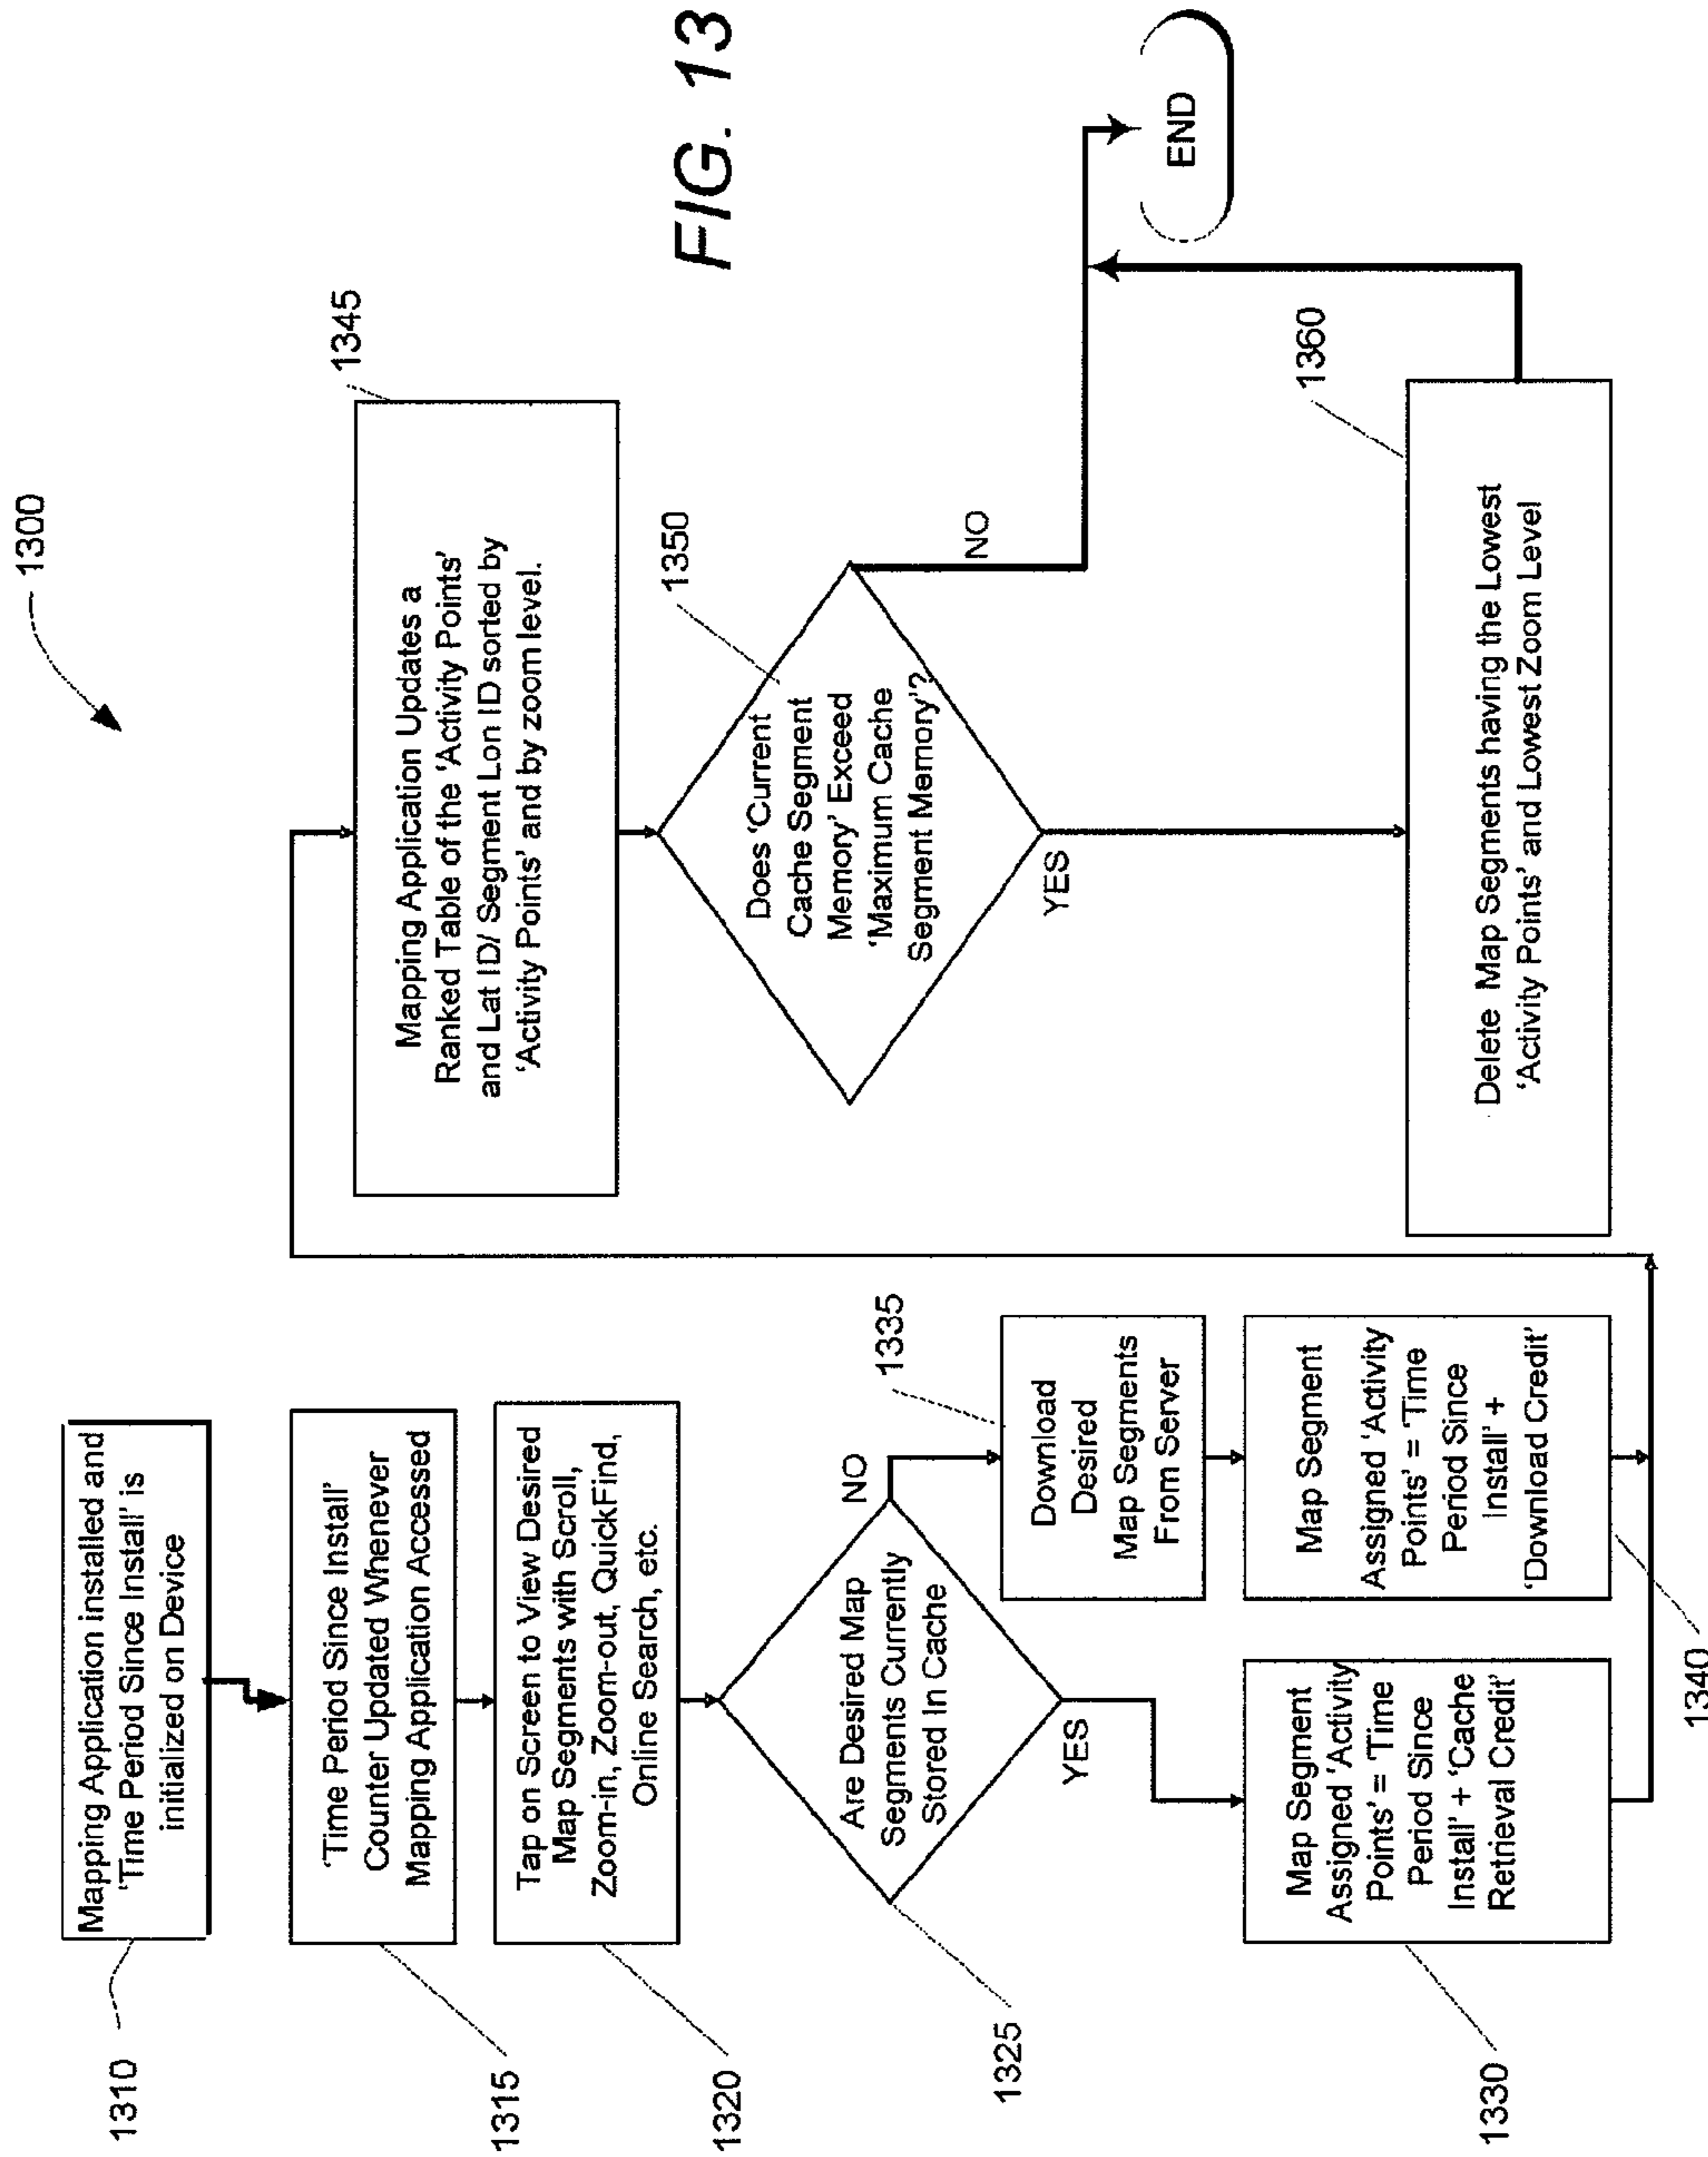 1300
1310
Mapping Application installed and
'Time Period Since Install' is
initialized on Device
1315
'Time Period Since Install'
Counter Updated Whenever
Mapping Application Accessed
1320
Tap on Screen to View Desired
Map Segments with Scroll,
Zoom-in, Zoom-out, QuickFind,
Online Search, etc.
1325
Are Desired Map
Segments Currently
Stored In Cache
NO
YES
1335
Download
Desired
Map Segments
From Server
1330
Map Segment
Assigned 'Activity
Points' = 'Time
Period Since
Install' + 'Cache
Retrieval Credit'
1340
Map Segment
Assigned 'Activity
Points' = 'Time
Period Since
Install' +
'Download Credit'
1345
Mapping Application Updates a
Ranked Table of the 'Activity Points'
and Lat ID/ Segment Lon ID sorted by
'Activity Points' and by zoom level.
1350
Does 'Current
Cache Segment
Memory' Exceed
'Maximum Cache
Segment Memory'?
NO
YES
1360
Delete Map Segments having the Lowest
'Activity Points' and Lowest Zoom Level
END
FIG. 13